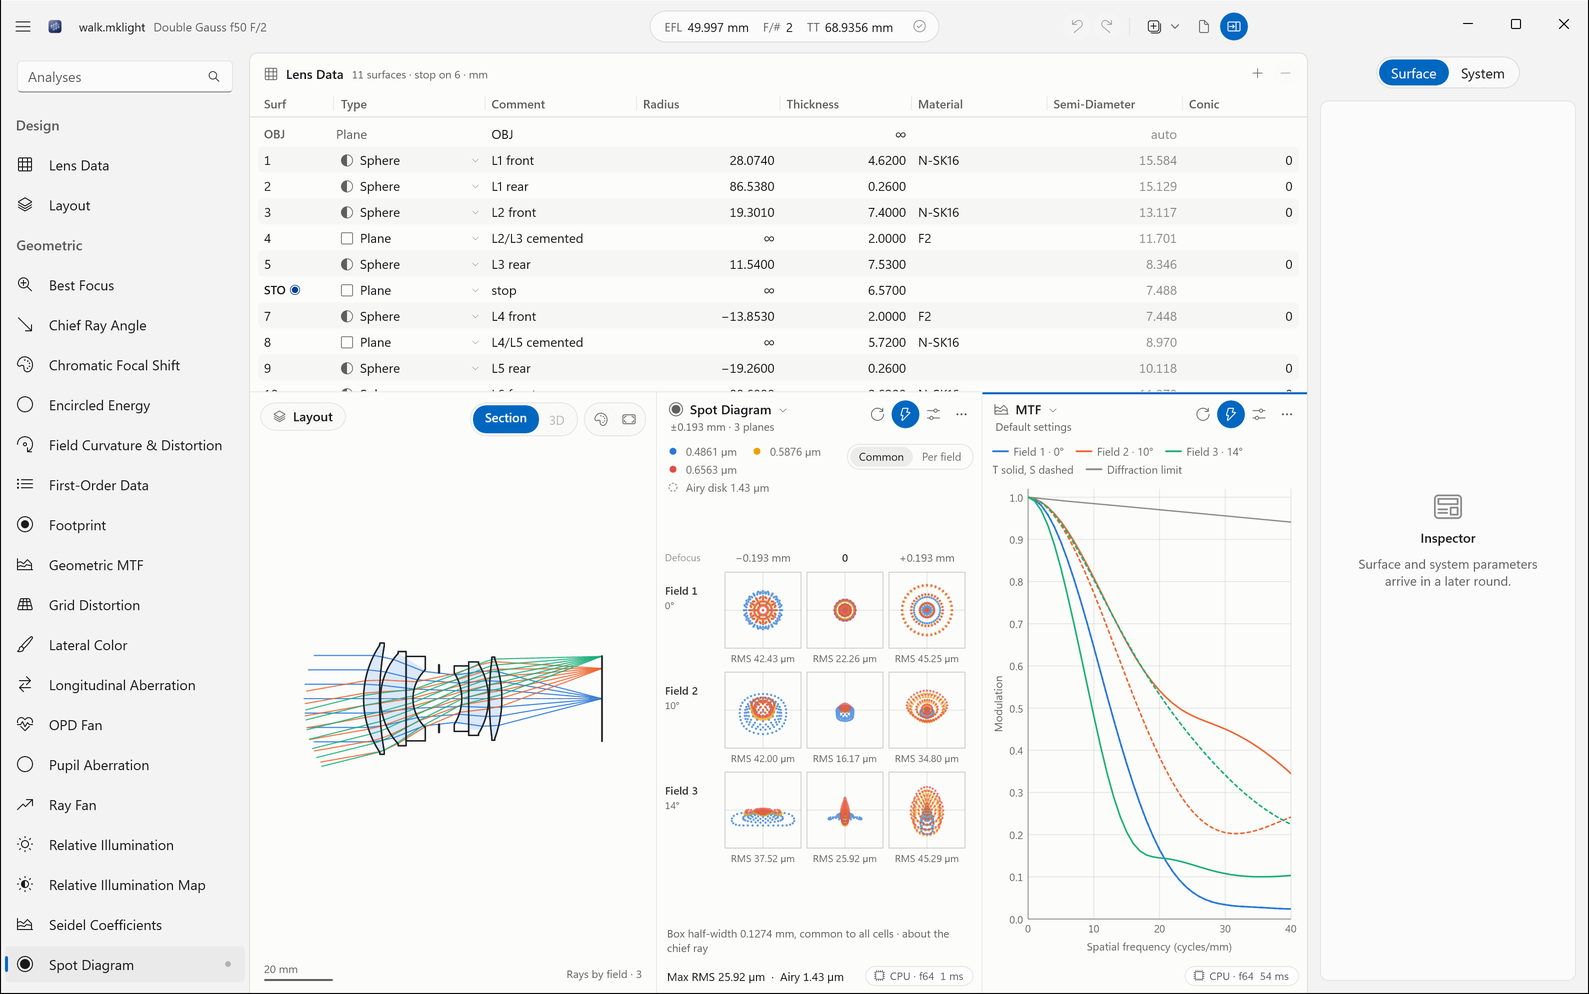 walk.mklight Double Gauss f50 F/2
EFL 49.997 mm F/# 2 TT 68.9356 mm
Analyses
Design
Lens Data
Layout
Geometric
Best Focus
Chief Ray Angle
Chromatic Focal Shift
Encircled Energy
Field Curvature & Distortion
First-Order Data
Footprint
Geometric MTF
Grid Distortion
Lateral Color
Longitudinal Aberration
OPD Fan
Pupil Aberration
Ray Fan
Relative Illumination
Relative Illumination Map
Seidel Coefficients
Spot Diagram
Lens Data 11 surfaces · stop on 6 · mm
Surf Type Comment Radius Thickness Material Semi-Diameter Conic
OBJ Plane OBJ ∞ auto
1 Sphere L1 front 28.0740 4.6200 N-SK16 15.584 0
2 Sphere L1 rear 86.5380 0.2600 15.129 0
3 Sphere L2 front 19.3010 7.4000 N-SK16 13.117 0
4 Plane L2/L3 cemented ∞ 2.0000 F2 11.701
5 Sphere L3 rear 11.5400 7.5300 8.346 0
STO Plane stop ∞ 6.5700 7.488
7 Sphere L4 front −13.8530 2.0000 F2 7.448 0
8 Plane L4/L5 cemented ∞ 5.7200 N-SK16 8.970
9 Sphere L5 rear −19.2600 0.2600 10.118 0
Layout
Section 3D
20 mm
Rays by field · 3
Spot Diagram
±0.193 mm · 3 planes
0.4861 µm 0.5876 µm
0.6563 µm
Airy disk 1.43 µm
Common Per field
Defocus −0.193 mm 0 +0.193 mm
Field 1
0°
RMS 42.43 µm RMS 22.26 µm RMS 45.25 µm
Field 2
10°
RMS 42.00 µm RMS 16.17 µm RMS 34.80 µm
Field 3
14°
RMS 37.52 µm RMS 25.92 µm RMS 45.29 µm
Box half-width 0.1274 mm, common to all cells · about the
chief ray
Max RMS 25.92 µm · Airy 1.43 µm
CPU · f64 1 ms
MTF
Default settings
Field 1 · 0° Field 2 · 10° Field 3 · 14°
T solid, S dashed Diffraction limit
1.0
0.9
0.8
0.7
0.6
0.5
0.4
0.3
0.2
0.1
0.0
Modulation
0 10 20 30 40
Spatial frequency (cycles/mm)
CPU · f64 54 ms
Surface System
Inspector
Surface and system parameters
arrive in a later round.